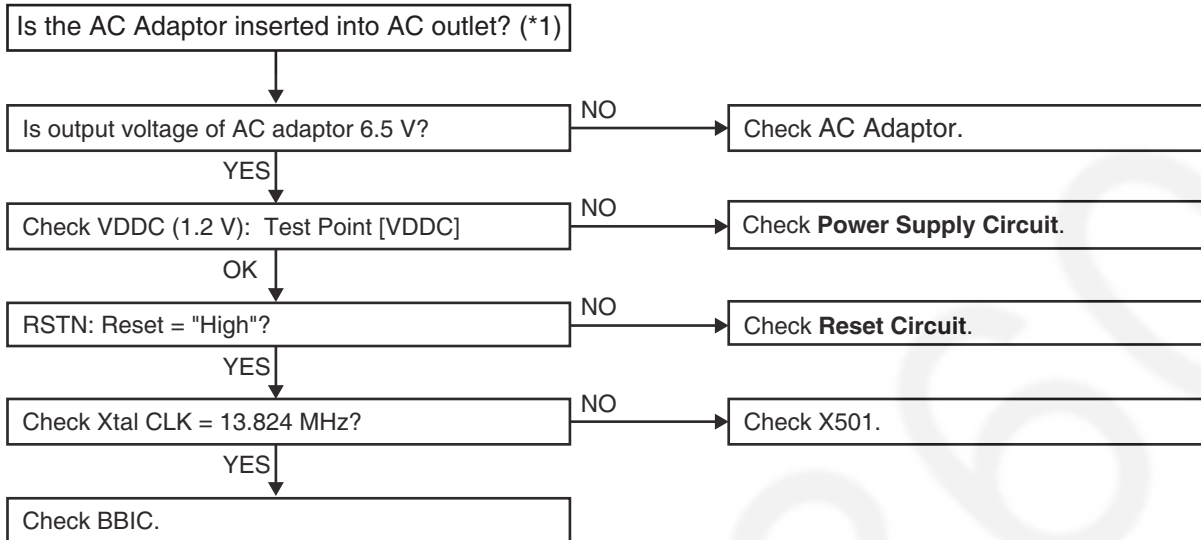 Is the AC Adaptor inserted into AC outlet? (*1)
Is output voltage of AC adaptor 6.5 V?
NO
Check AC Adaptor.
YES
Check VDDC (1.2 V): Test Point [VDDC]
NO
Check Power Supply Circuit.
OK
RSTN: Reset = "High"?
NO
Check Reset Circuit.
YES
Check Xtal CLK = 13.824 MHz?
NO
Check X501.
YES
Check BBIC.